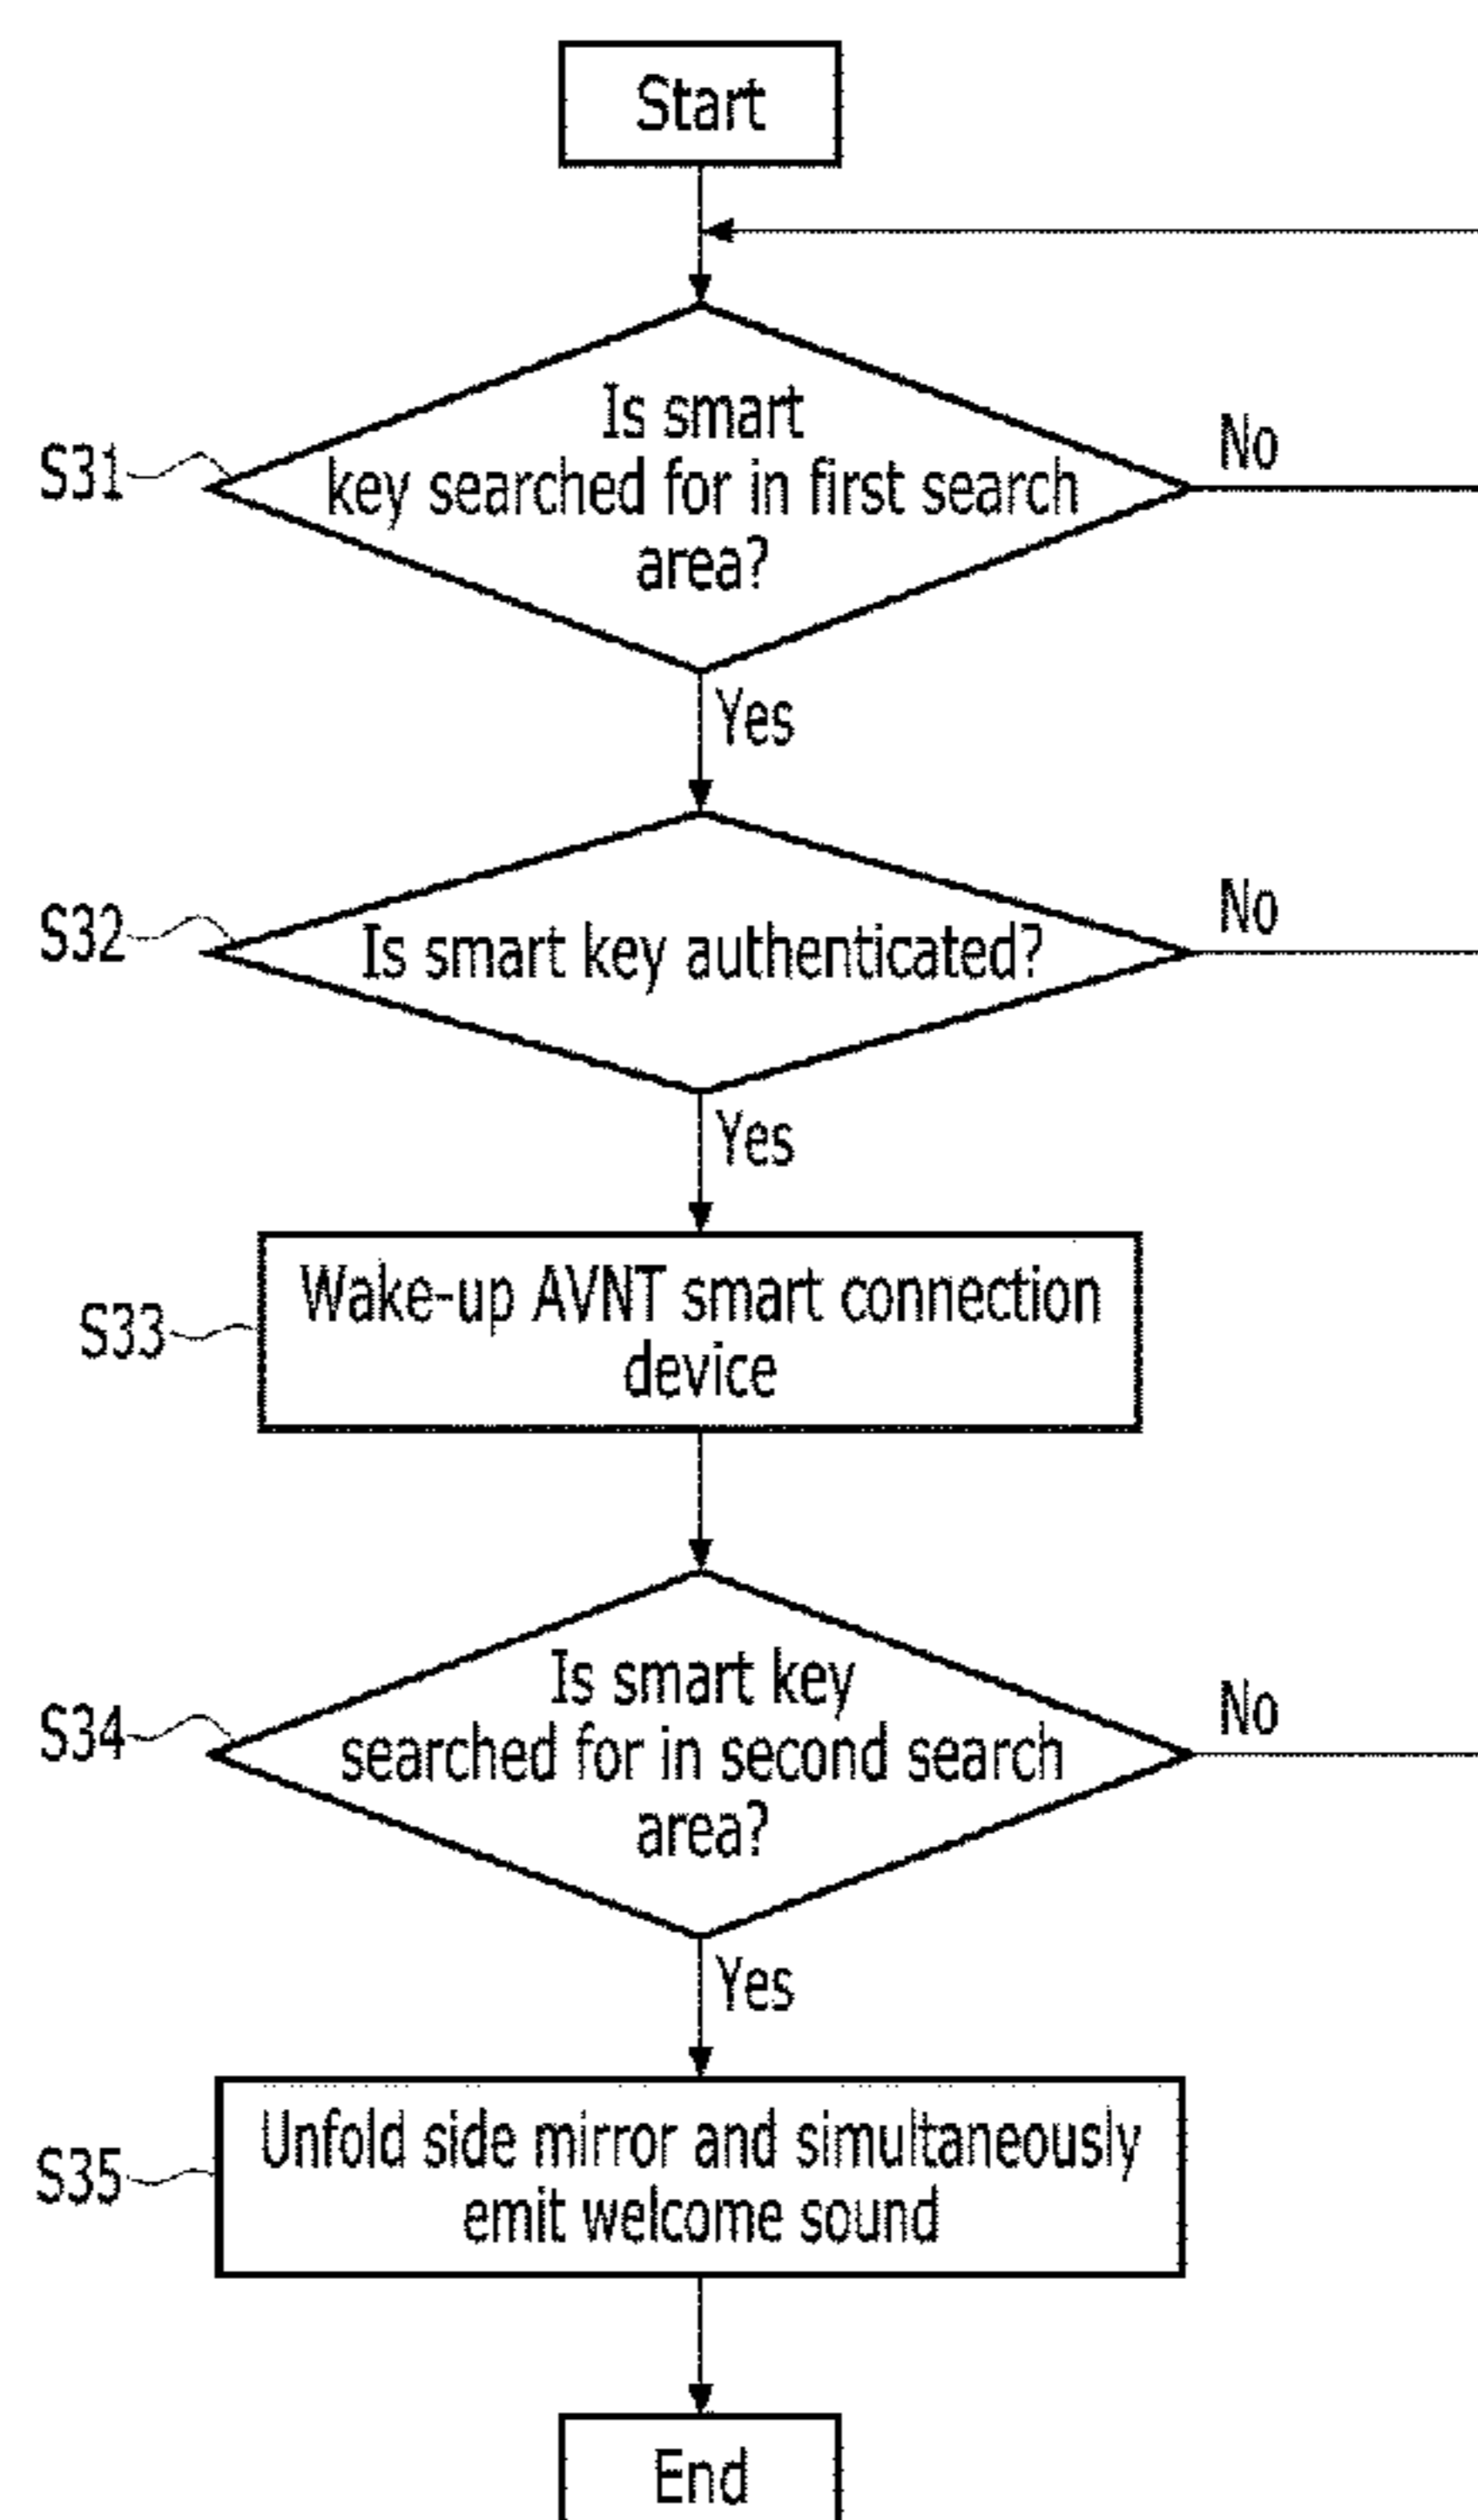 Start
Is smart
S31
key searched for in first search
area?
No
Yes
S32
Is smart key authenticated?
No
Yes
S33
Wake-up AVNT smart connection
device
Is smart key
S34
searched for in second search
area?
No
Yes
S35
Unfold side mirror and simultaneously
emit welcome sound
End